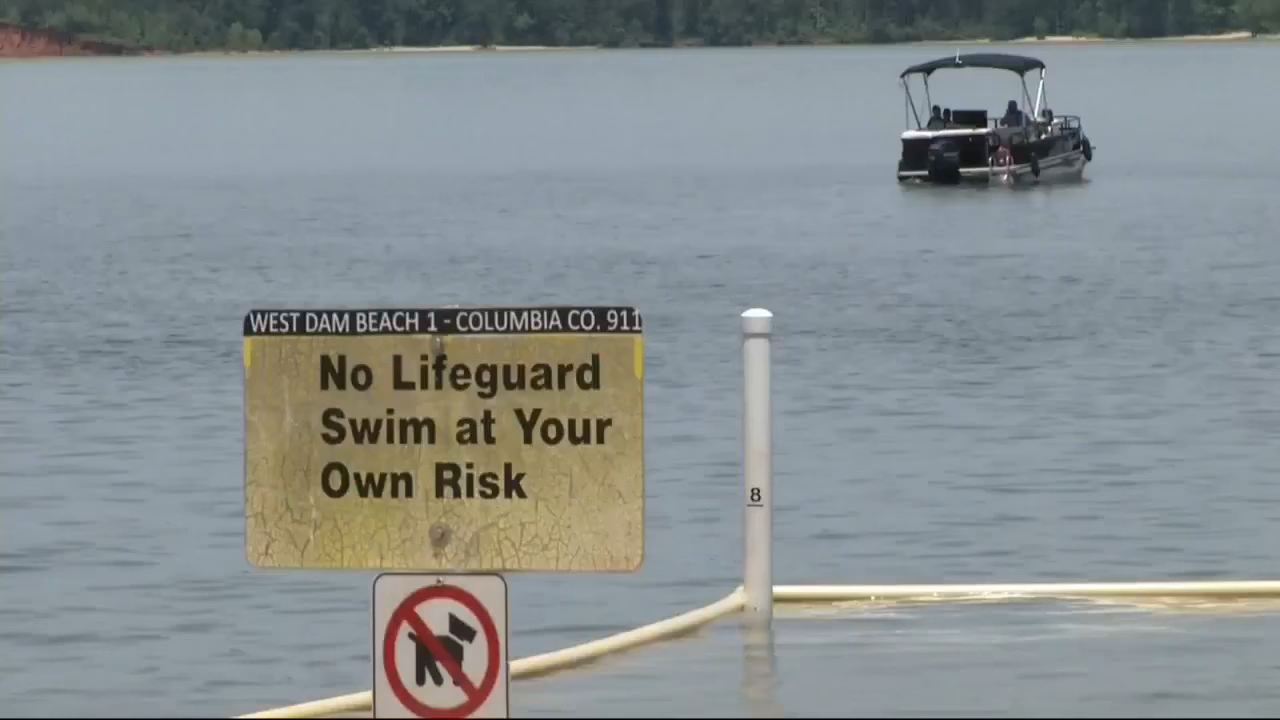 WEST DAM BEACH 1 - COLUMBIA CO. 911
No Lifeguard
Swim at Your
Own Risk
8